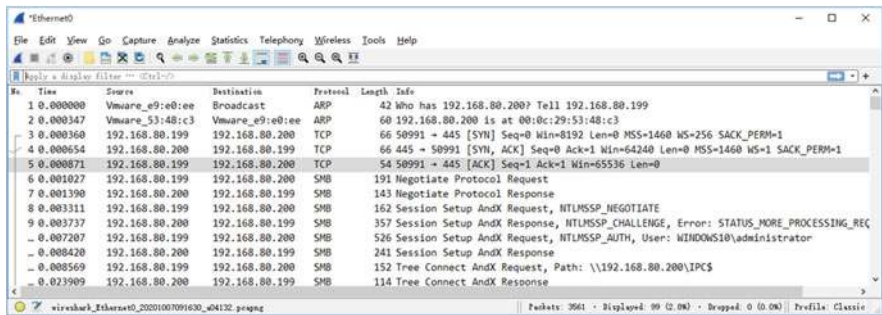 *Ethernet0
File Edit View Go Capture Analyze Statistics Telephony Wireless Tools Help
Apply a display filter … <Ctrl-/>
No. Time Source Destination Protocol Length Info
1 0.000000 Vmware_e9:e0:ee Broadcast ARP 42 Who has 192.168.80.200? Tell 192.168.80.199
2 0.000347 Vmware_53:48:c3 Vmware_e9:e0:ee ARP 60 192.168.80.200 is at 00:0c:29:53:48:c3
3 0.000360 192.168.80.199 192.168.80.200 TCP 66 50991 → 445 [SYN] Seq=0 Win=8192 Len=0 MSS=1460 WS=256 SACK_PERM=1
4 0.000654 192.168.80.200 192.168.80.199 TCP 66 445 → 50991 [SYN, ACK] Seq=0 Ack=1 Win=64240 Len=0 MSS=1460 WS=1 SACK_PERM=1
5 0.000871 192.168.80.199 192.168.80.200 TCP 54 50991 → 445 [ACK] Seq=1 Ack=1 Win=65536 Len=0
6 0.001027 192.168.80.199 192.168.80.200 SMB 191 Negotiate Protocol Request
7 0.001390 192.168.80.200 192.168.80.199 SMB 143 Negotiate Protocol Response
8 0.003311 192.168.80.199 192.168.80.200 SMB 162 Session Setup AndX Request, NTLMSSP_NEGOTIATE
9 0.003737 192.168.80.200 192.168.80.199 SMB 357 Session Setup AndX Response, NTLMSSP_CHALLENGE, Error: STATUS_MORE_PROCESSING_REQ
… 0.007207 192.168.80.199 192.168.80.200 SMB 526 Session Setup AndX Request, NTLMSSP_AUTH, User: WINDOWS10\administrator
… 0.008420 192.168.80.200 192.168.80.199 SMB 241 Session Setup AndX Response
… 0.008569 192.168.80.199 192.168.80.200 SMB 152 Tree Connect AndX Request, Path: \\192.168.80.200\IPC$
… 0.023909 192.168.80.200 192.168.80.199 SMB 114 Tree Connect AndX Response
wireshark_Ethernet0_20201007091630_a04132.pcapng Packets: 3561 · Displayed: 99 (2.8%) · Dropped: 0 (0.0%) Profile: Classic